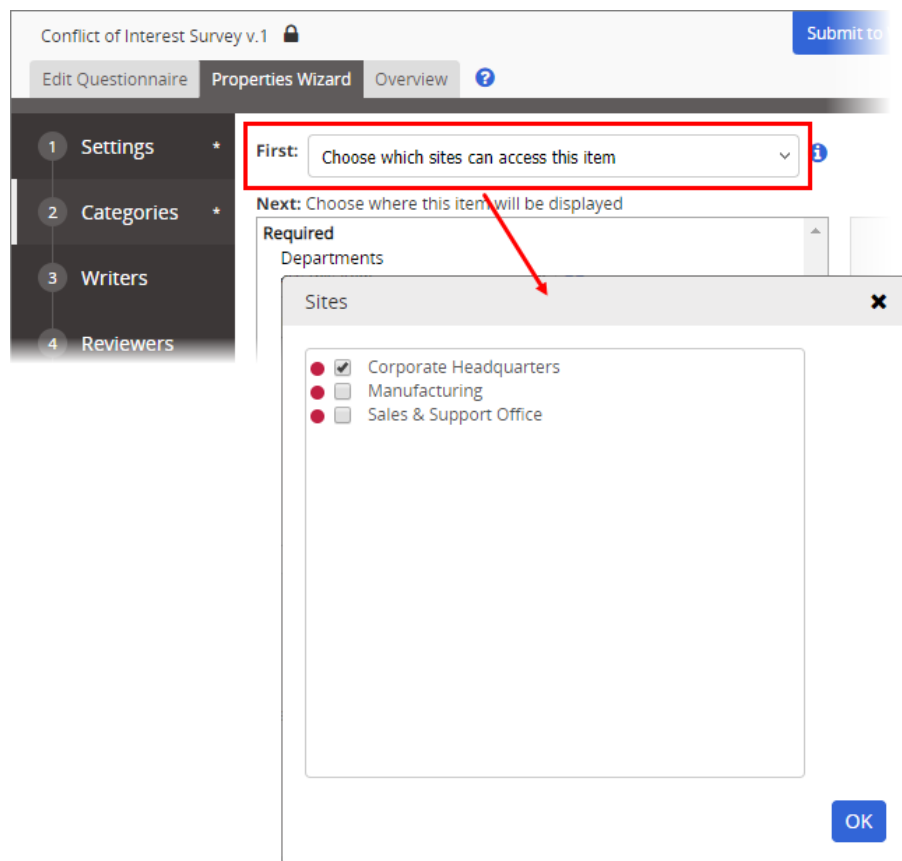 Conflict of Interest Survey v.1
Submit to
Edit Questionnaire Properties Wizard Overview ?
1 Settings *
First: Choose which sites can access this item i
2 Categories *
Next: Choose where this item will be displayed
Required
Departments
3 Writers
Sites
4 Reviewers
Corporate Headquarters
Manufacturing
Sales & Support Office
OK